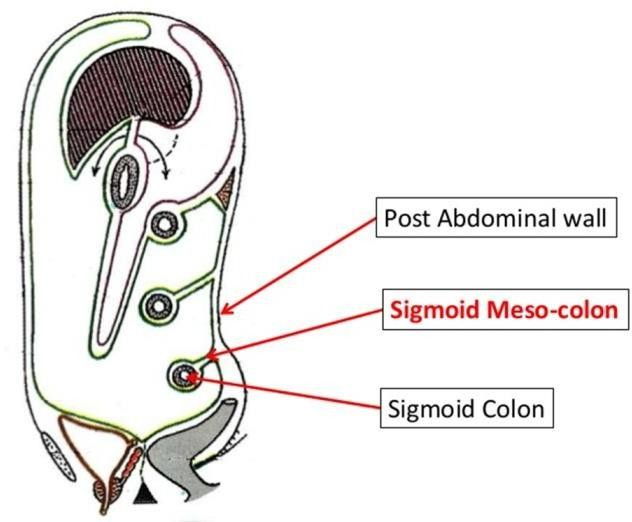 Post Abdominal wall
Sigmoid Meso-colon
Sigmoid Colon